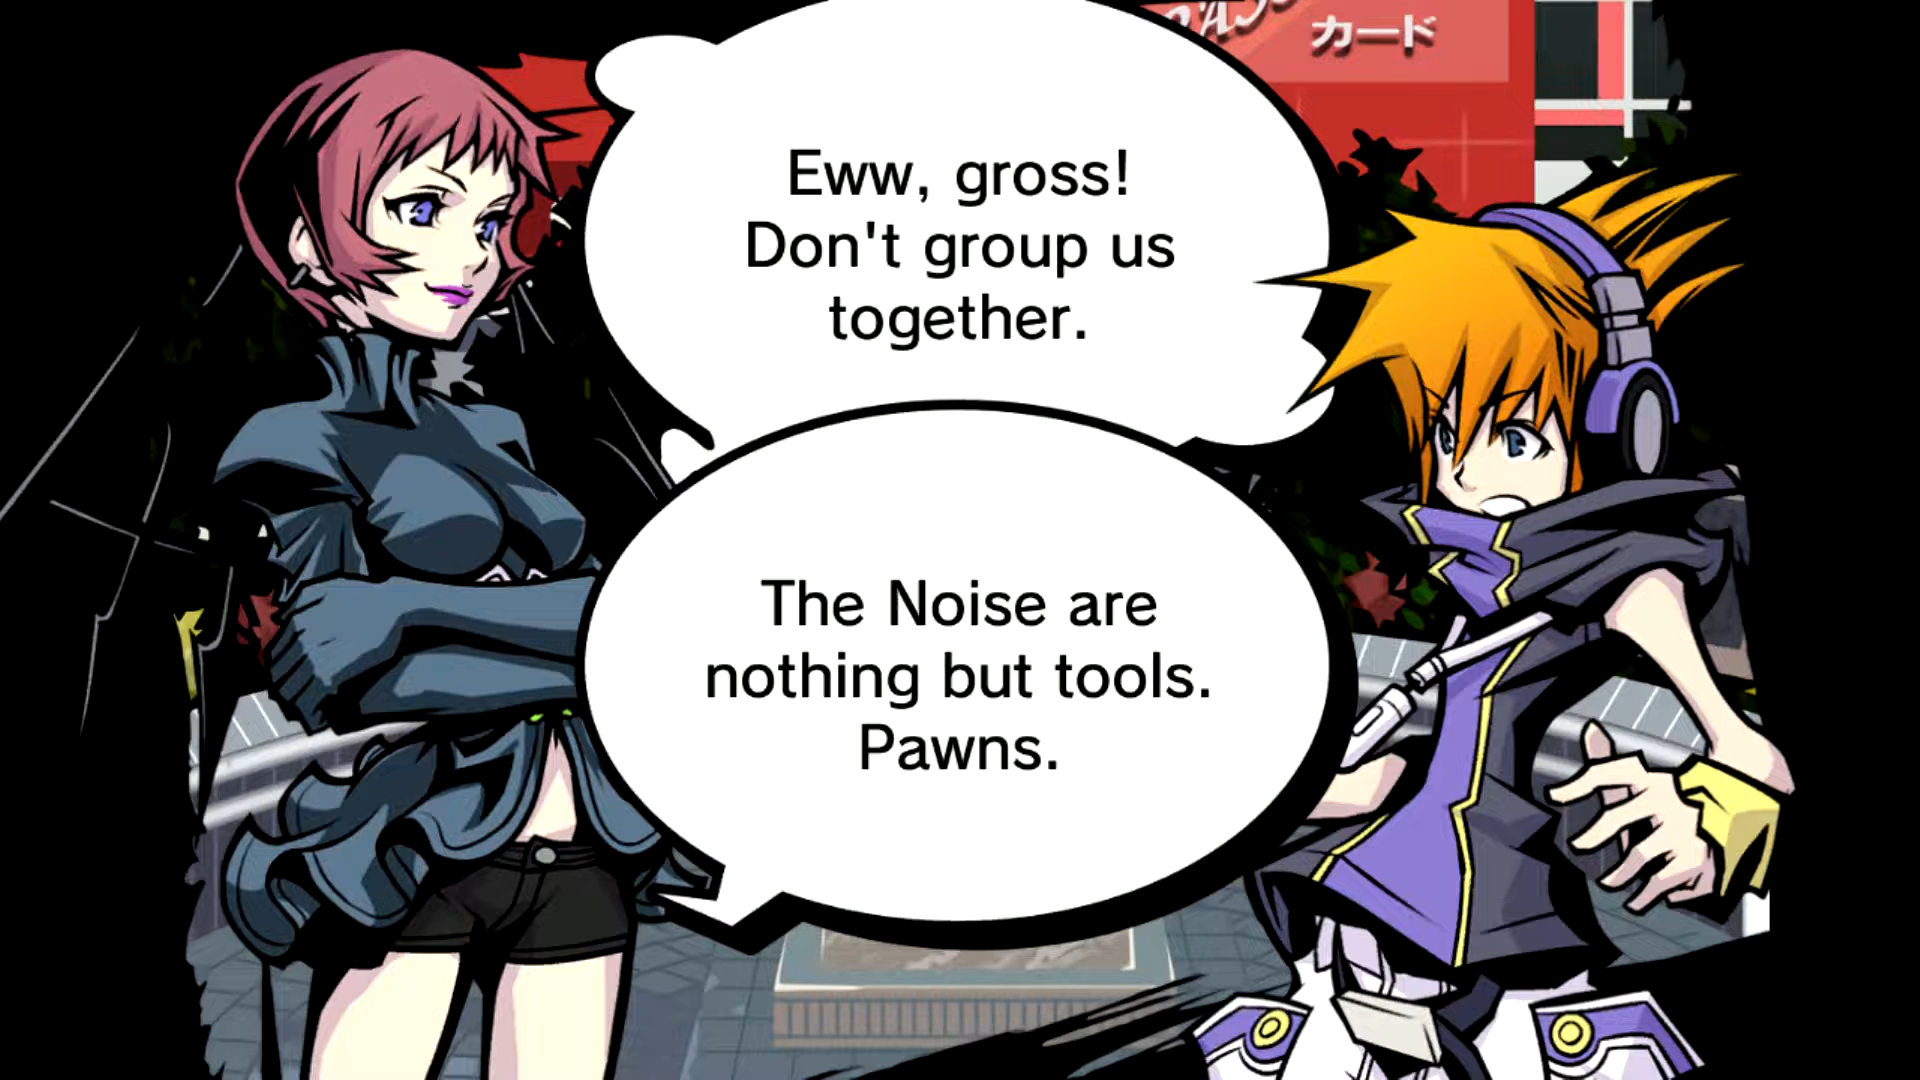 カード
Eww, gross!
Don't group us
together.
The Noise are
nothing but tools.
Pawns.